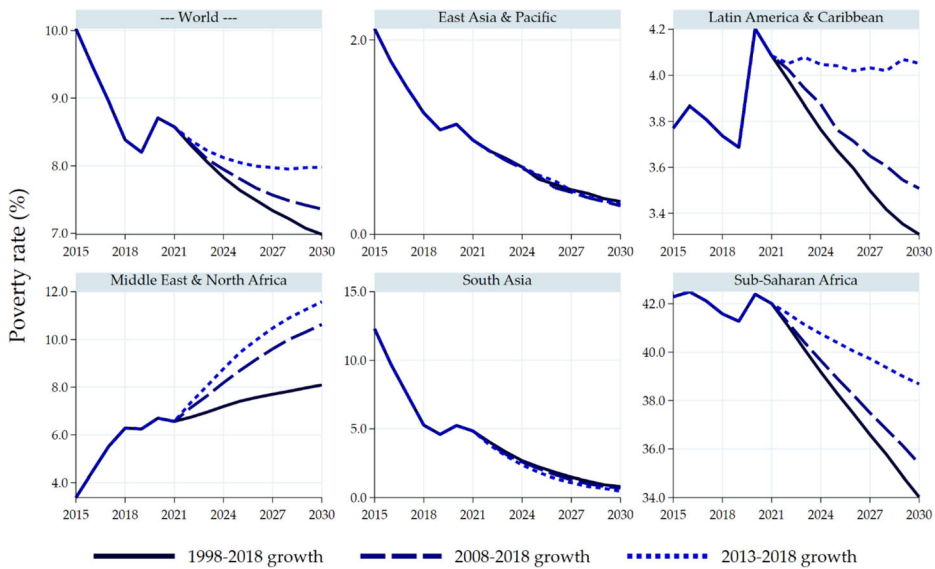 --- World ---
East Asia & Pacific
Latin America & Caribbean
10.0
9.0
8.0
7.0
2015 2018 2021 2024 2027 2030
2.0
0.0
2015 2018 2021 2024 2027 2030
4.2
4.0
3.8
3.6
3.4
2015 2018 2021 2024 2027 2030
Poverty rate (%)
Middle East & North Africa
South Asia
Sub-Saharan Africa
12.0
10.0
8.0
6.0
4.0
2015 2018 2021 2024 2027 2030
15.0
10.0
5.0
0.0
2015 2018 2021 2024 2027 2030
42.0
40.0
38.0
36.0
34.0
2015 2018 2021 2024 2027 2030
1998-2018 growth
2008-2018 growth
2013-2018 growth